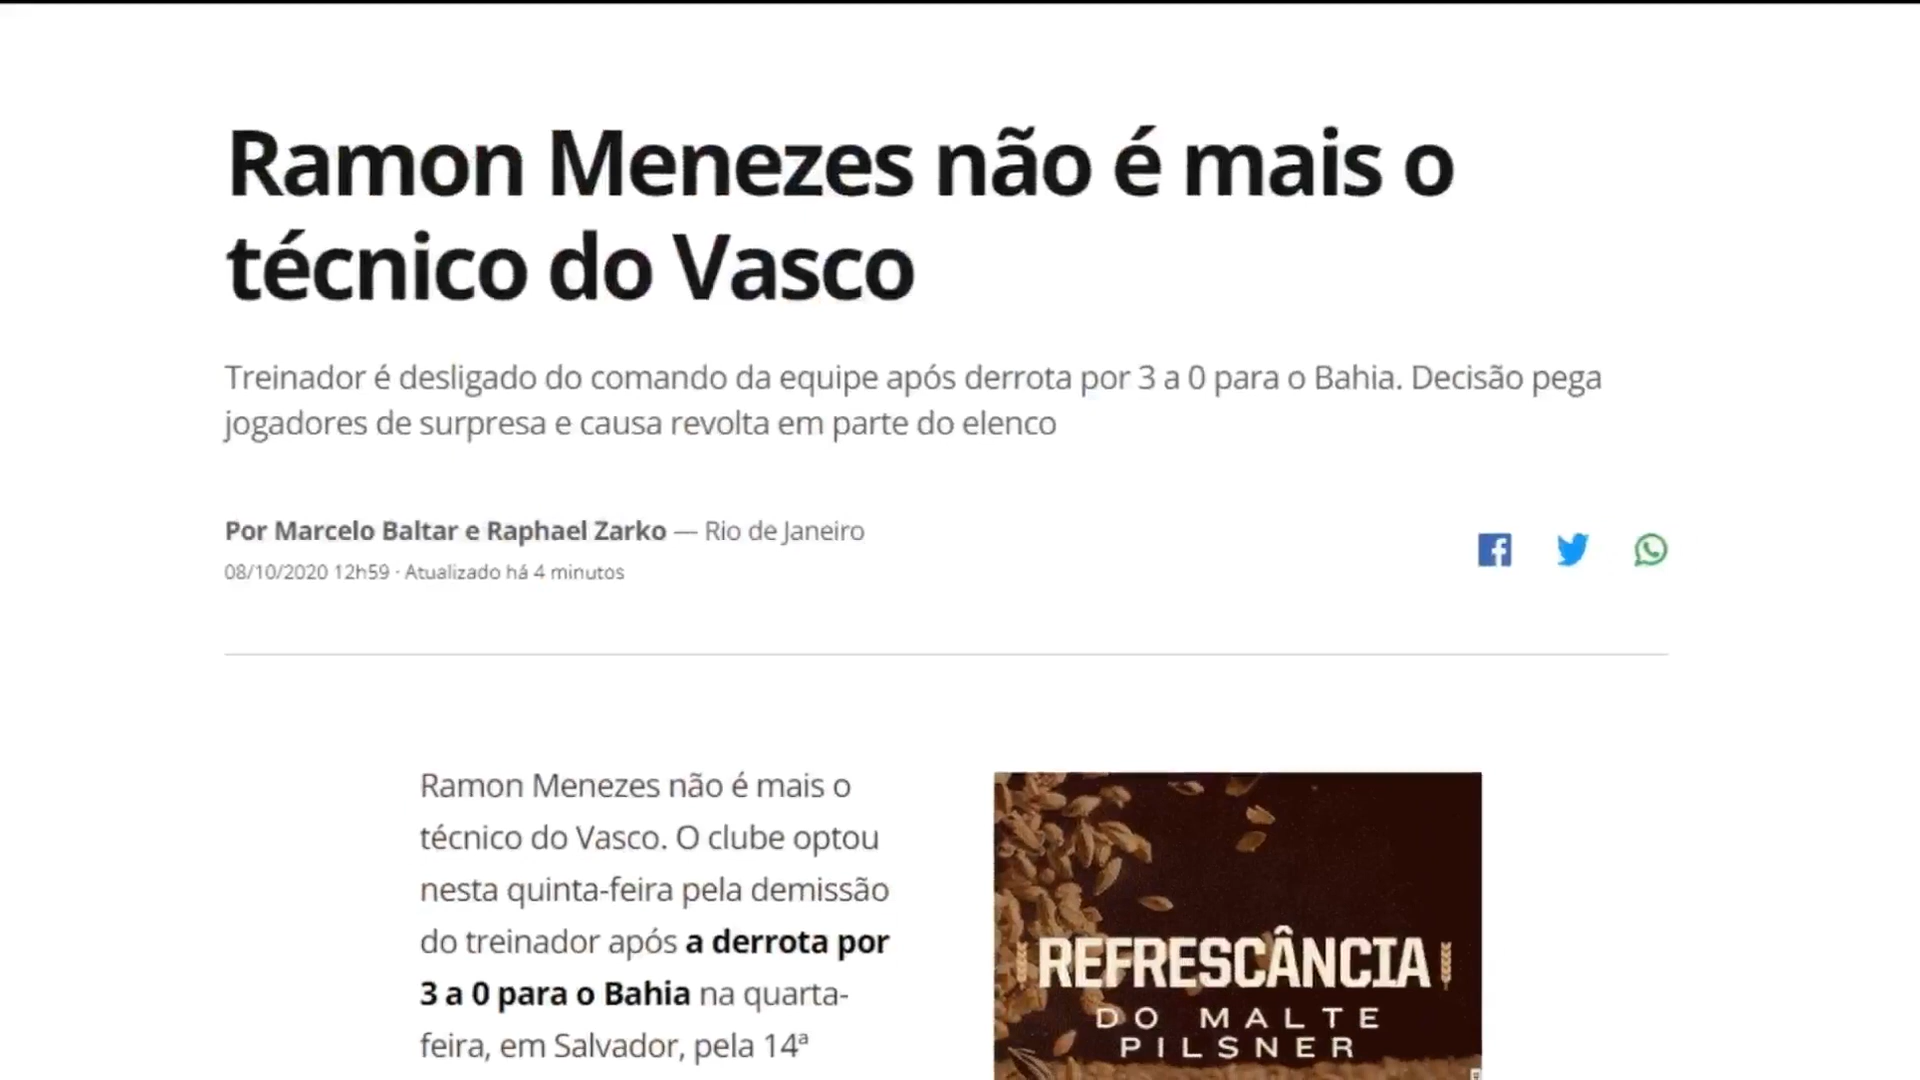 Ramon Menezes não é mais o
técnico do Vasco
Treinador é desligado do comando da equipe após derrota por 3 a 0 para o Bahia. Decisão pega
jogadores de surpresa e causa revolta em parte do elenco
Por Marcelo Baltar e Raphael Zarko — Rio de Janeiro
08/10/2020 12h59 · Atualizado há 4 minutos
Ramon Menezes não é mais o
técnico do Vasco. O clube optou
nesta quinta-feira pela demissão
do treinador após a derrota por
3 a 0 para o Bahia na quarta-
feira, em Salvador, pela 14ª
REFRESCÂNCIA
DO MALTE
PILSNER